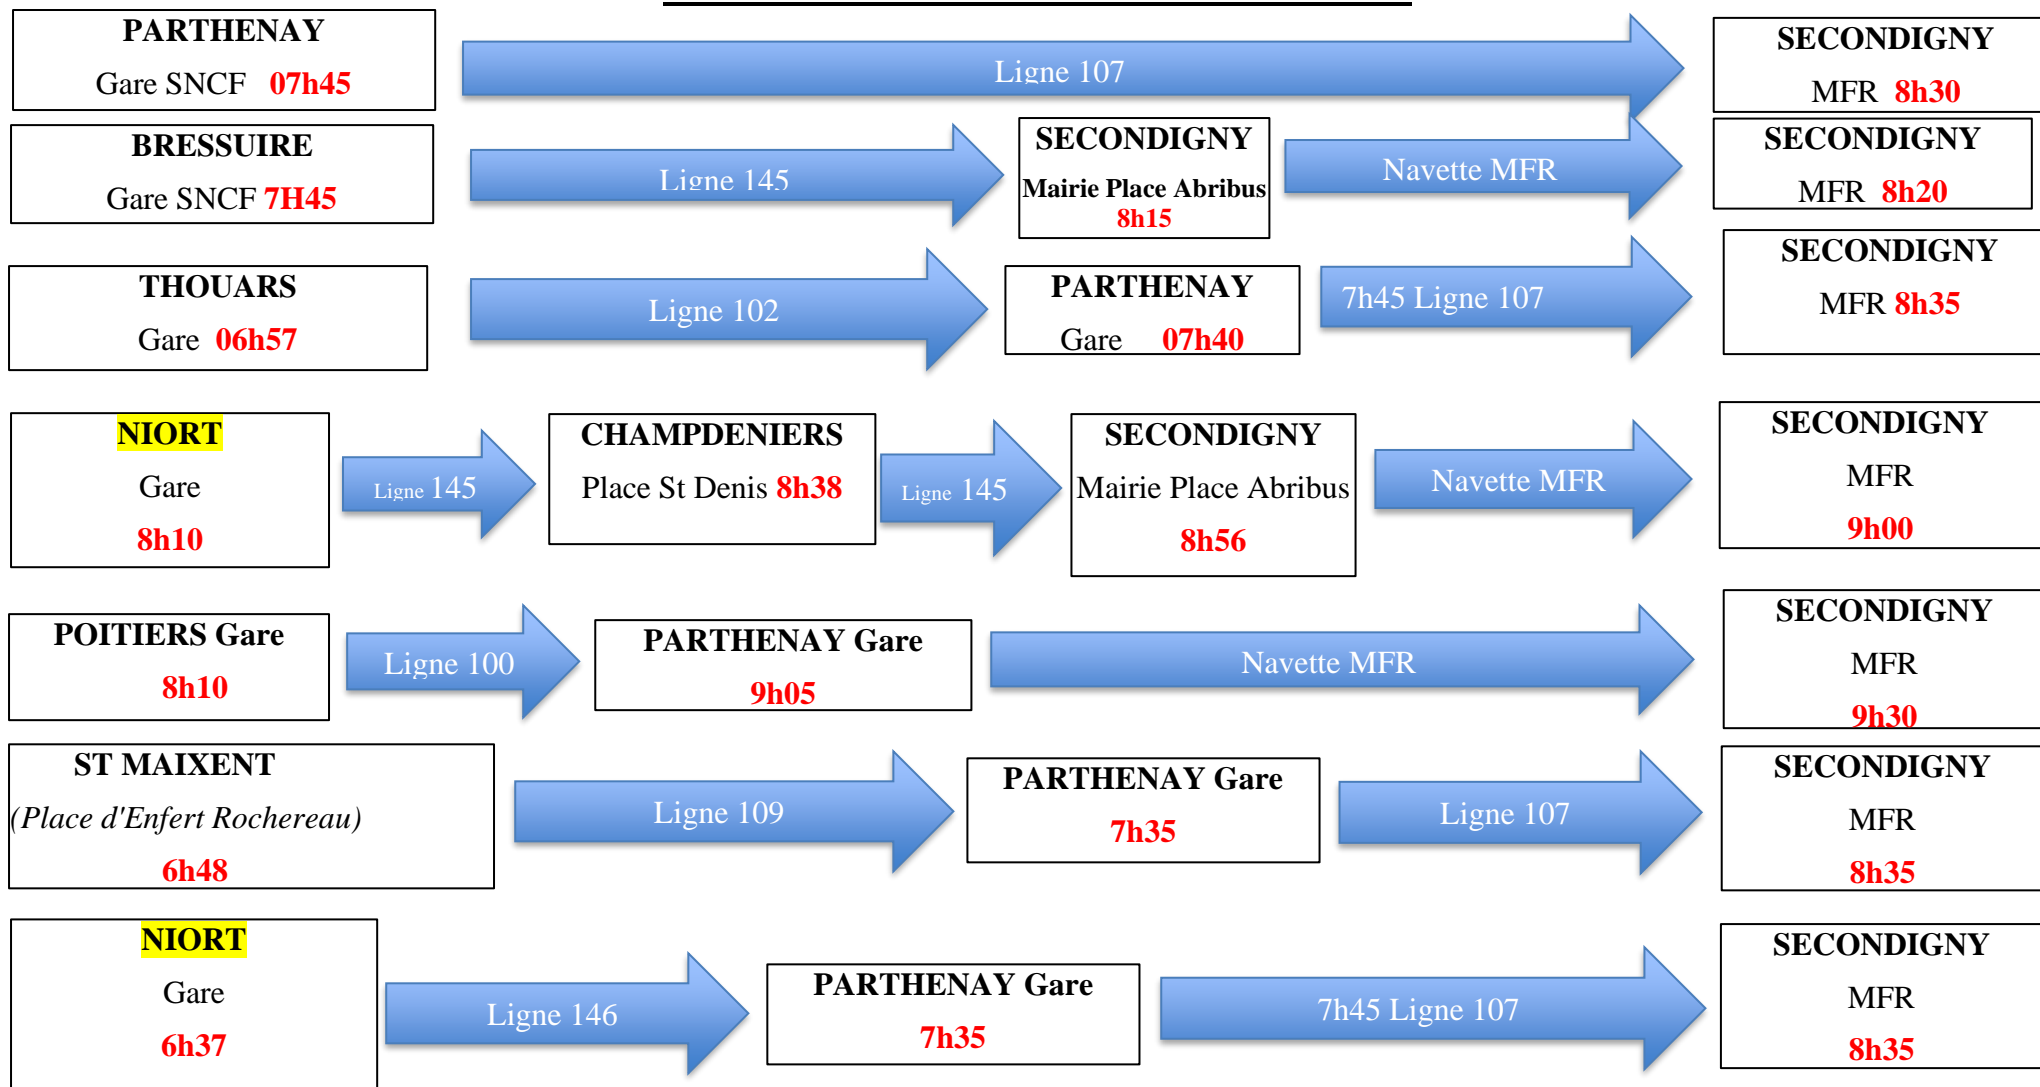 PARTHENAY
Gare SNCF 07h45
Ligne 107
SECONDIGNY
MFR 8h30
BRESSUIRE
Gare SNCF 7H45
Ligne 145
SECONDIGNY
Mairie Place Abribus
8h15
Navette MFR
SECONDIGNY
MFR 8h20
THOUARS
Gare 06h57
Ligne 102
PARTHENAY
Gare 07h40
7h45 Ligne 107
SECONDIGNY
MFR 8h35
NIORT
Gare
8h10
Ligne 145
CHAMPDENIERS
Place St Denis 8h38
Ligne 145
SECONDIGNY
Mairie Place Abribus
8h56
Navette MFR
SECONDIGNY
MFR
9h00
POITIERS Gare
8h10
Ligne 100
PARTHENAY Gare
9h05
Navette MFR
SECONDIGNY
MFR
9h30
ST MAIXENT
(Place d'Enfert Rochereau)
6h48
Ligne 109
PARTHENAY Gare
7h35
Ligne 107
SECONDIGNY
MFR
8h35
NIORT
Gare
6h37
Ligne 146
PARTHENAY Gare
7h35
7h45 Ligne 107
SECONDIGNY
MFR
8h35